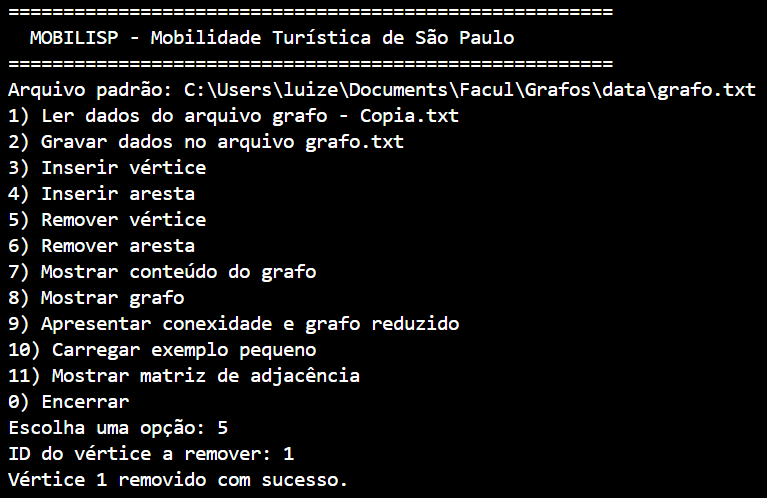 =======================================================
MOBILISP - Mobilidade Turística de São Paulo
=======================================================
Arquivo padrão: C:\Users\luize\Documents\Facul\Grafos\data\grafo.txt
1) Ler dados do arquivo grafo - Copia.txt
2) Gravar dados no arquivo grafo.txt
3) Inserir vértice
4) Inserir aresta
5) Remover vértice
6) Remover aresta
7) Mostrar conteúdo do grafo
8) Mostrar grafo
9) Apresentar conexidade e grafo reduzido
10) Carregar exemplo pequeno
11) Mostrar matriz de adjacência
0) Encerrar
Escolha uma opção: 5
ID do vértice a remover: 1
Vértice 1 removido com sucesso.